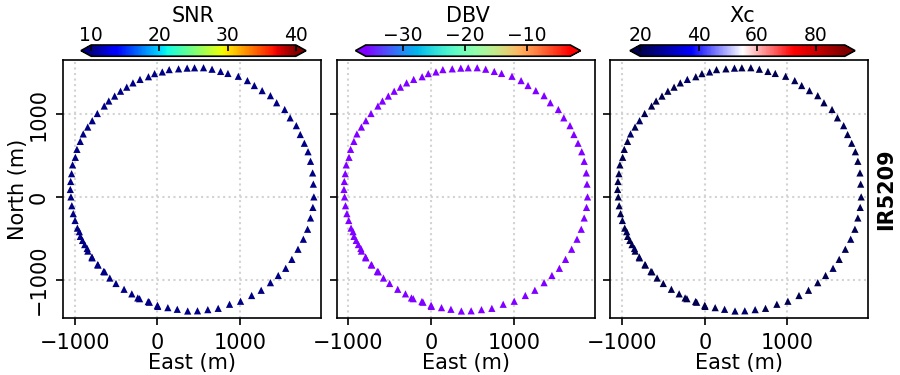 SNR DBV Xc
10 20 30 40 −30 −20 −10 20 40 60 80
1000
0
−1000
North (m)
IR5209
−1000 0 1000 −1000 0 1000 −1000 0 1000
East (m) East (m) East (m)